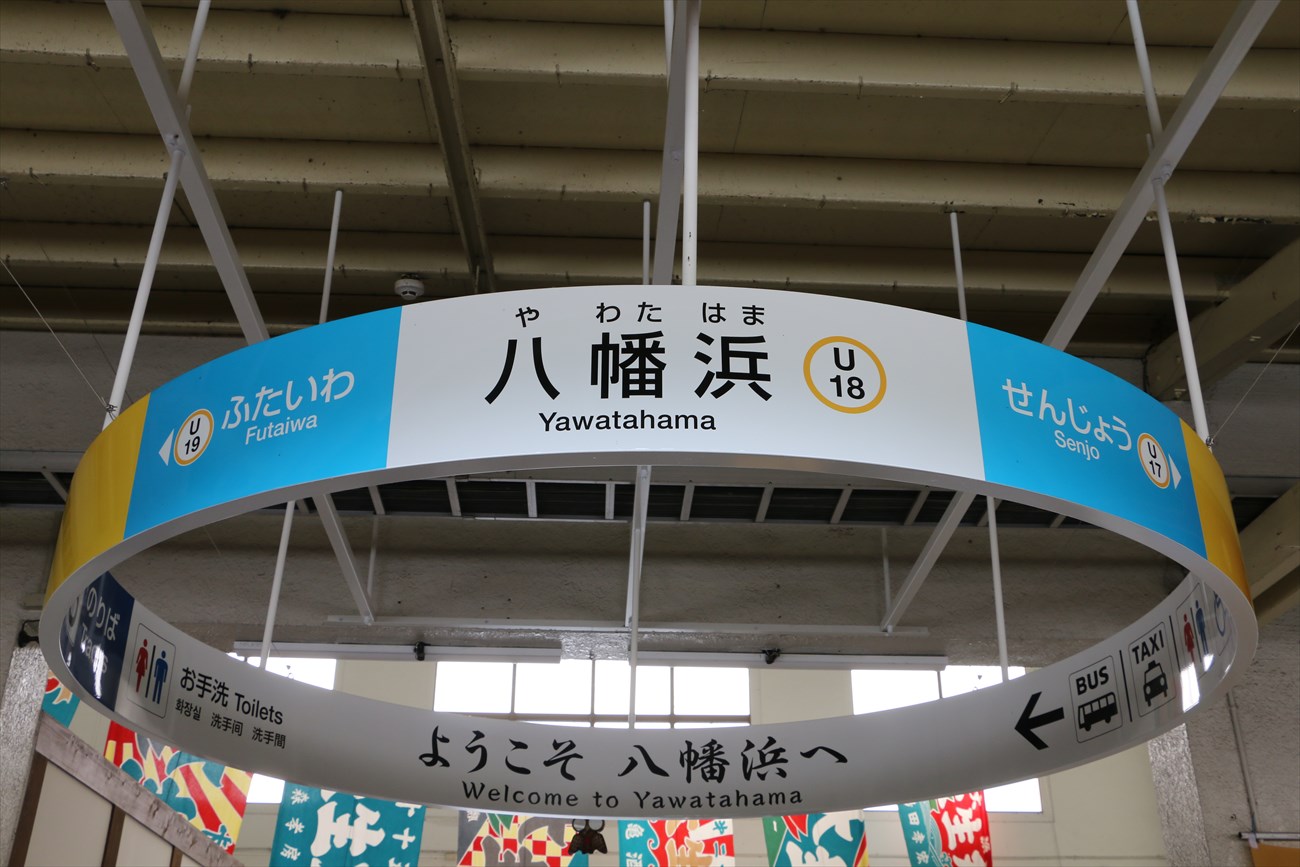 や わた はま
八幡浜
Yawatahama
U
18
U
19
ふたいわ
Futaiwa
せんじょう
Senjo
U
17
のりば
お手洗 Toilets
화장실 洗手间 洗手間
ようこそ 八幡浜へ
Welcome to Yawatahama
BUS
TAXI